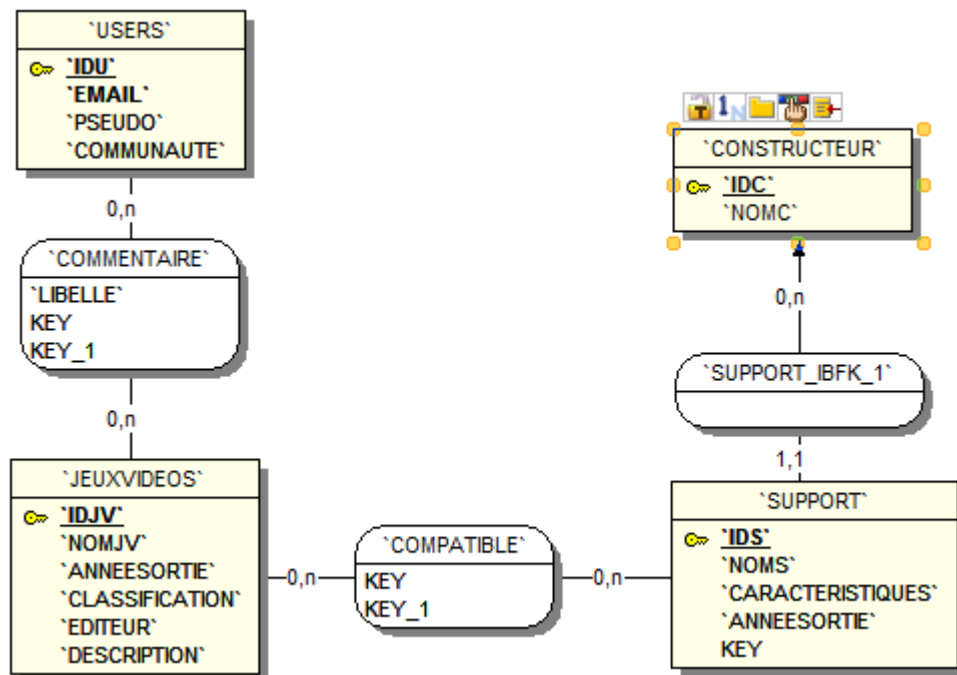 `USERS`
`IDU`
`EMAIL`
`PSEUDO`
`COMMUNAUTE`
0,n
`COMMENTAIRE`
`LIBELLE`
KEY
KEY_1
0,n
`JEUXVIDEOS`
`IDJV`
`NOMJV`
`ANNEESORTIE`
`CLASSIFICATION`
`EDITEUR`
`DESCRIPTION`
0,n
`COMPATIBLE`
KEY
KEY_1
0,n
T
1 N
`CONSTRUCTEUR`
`IDC`
`NOMC`
0,n
`SUPPORT_IBFK_1`
1,1
`SUPPORT`
`IDS`
`NOMS`
`CARACTERISTIQUES`
`ANNEESORTIE`
KEY